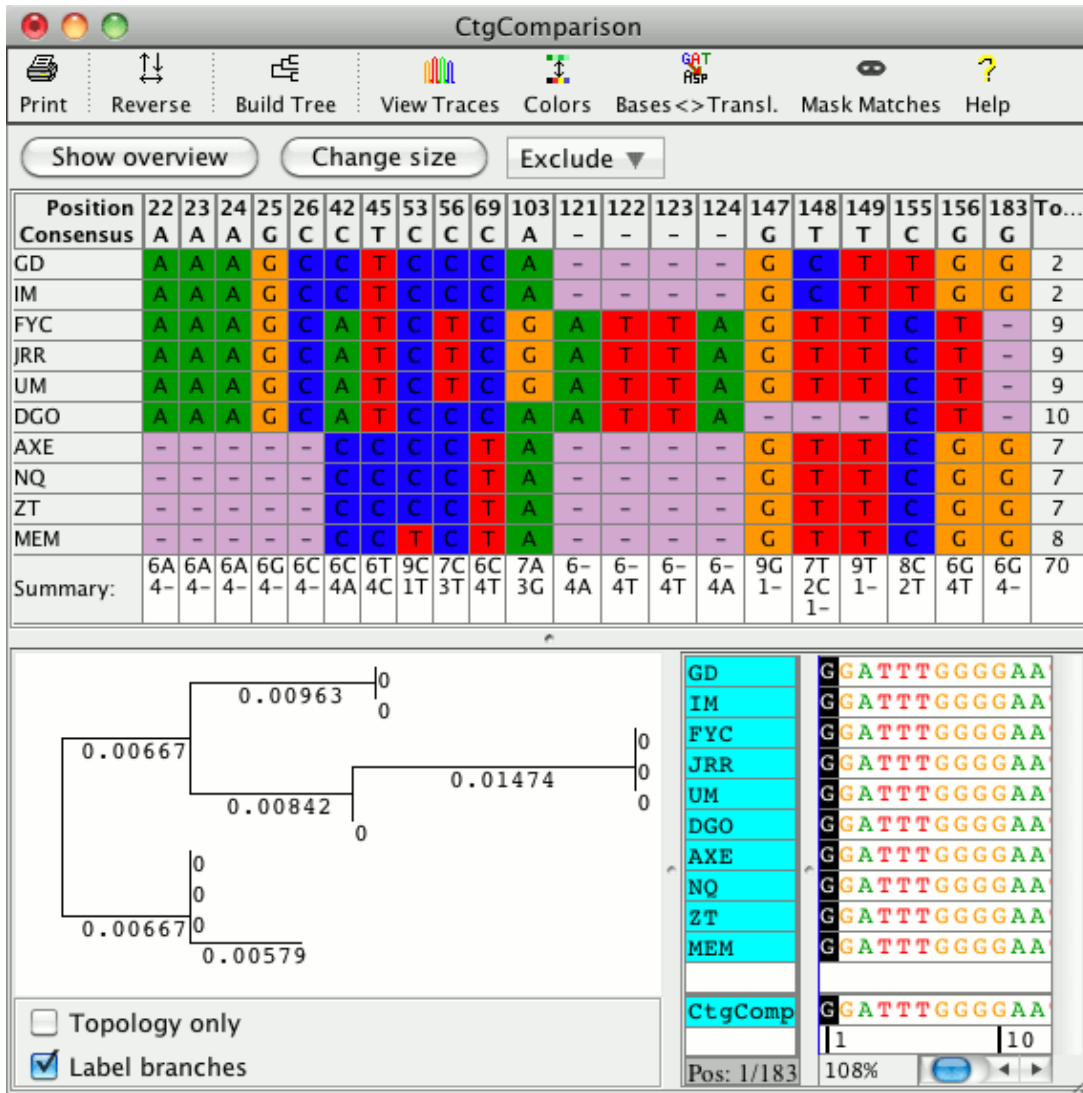 CtgComparison
GAT
ASP
Print Reverse Build Tree View Traces Colors Bases<>Transl. Mask Matches Help
Show overview Change size Exclude
Position 22 23 24 25 26 42 45 53 56 69 103 121 122 123 124 147 148 149 155 156 183 To...
Consensus A A A G C C T C C C A - - - - G T T C G G
GD A A A G C C T C C C A - - - - G C T T G G 2
IM A A A G C C T C C C A - - - - G C T T G G 2
FYC A A A G C A T C T C G A T T A G T T C T - 9
JRR A A A G C A T C T C G A T T A G T T C T - 9
UM A A A G C A T C T C G A T T A G T T C T - 9
DGO A A A G C A T C C C A A T T A - - - C T - 10
AXE - - - - - C C C C T A - - - - G T T C G G 7
NQ - - - - - C C C C T A - - - - G T T C G G 7
ZT - - - - - C C C C T A - - - - G T T C G G 7
MEM - - - - - C C T C T A - - - - G T T C G G 8
6A 6A 6A 6G 6C 6C 6T 9C 7C 6C 7A 6- 6- 6- 6- 9G 7T 9T 8C 6G 6G 70
Summary: 4- 4- 4- 4- 4- 4A 4C 1T 3T 4T 3G 4A 4T 4T 4A 1- 2C 1- 2T 4T 4-
1-
0
0.00963
0
0
0.00667
0
0.01474
0.00842
0
0
0
0
0.00667 0
0.00579
Topology only
Label branches
GD GGATTTGGGGAA
IM GGATTTGGGGAA
FYC GGATTTGGGGAA
JRR GGATTTGGGGAA
UM GGATTTGGGGAA
DGO GGATTTGGGGAA
AXE GGATTTGGGGAA
NQ GGATTTGGGGAA
ZT GGATTTGGGGAA
MEM GGATTTGGGGAA
CtgComp GGATTTGGGGAA
1 10
Pos: 1/183 108%